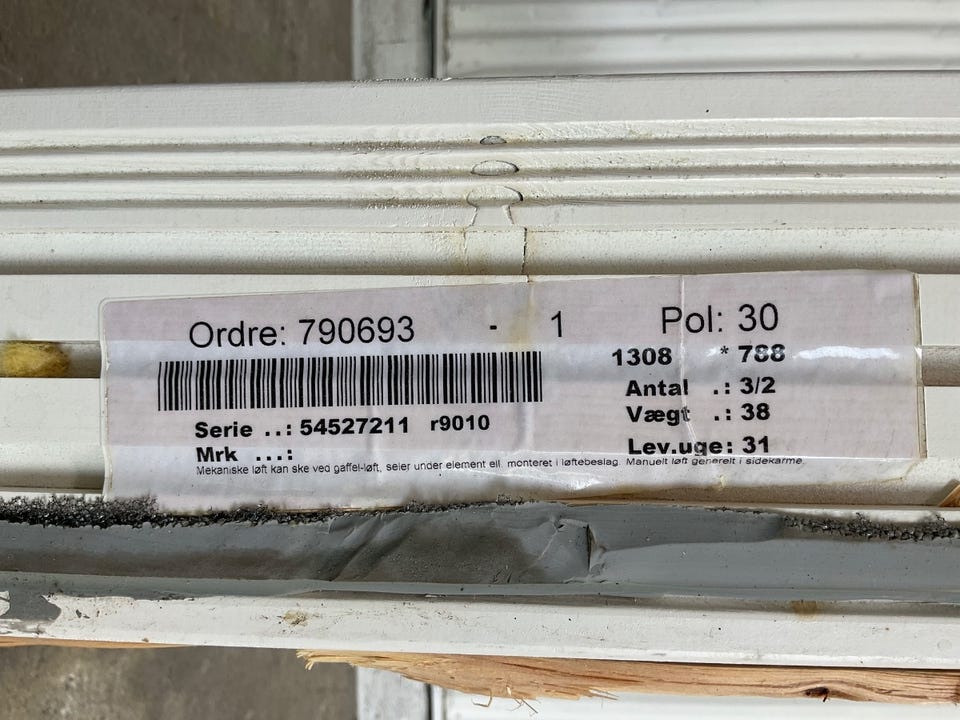 Ordre: 790693 - 1 Pol: 30
1308 * 788
Antal .: 3/2
Serie ..: 54527211 r9010 Vægt .: 38
Mrk ...: Lev.uge: 31
Mekaniske løft kan ske ved gaffel-løft, sejer under element ell. monteret i løftebeslag. Manuelt løft generelt i sidekarme.